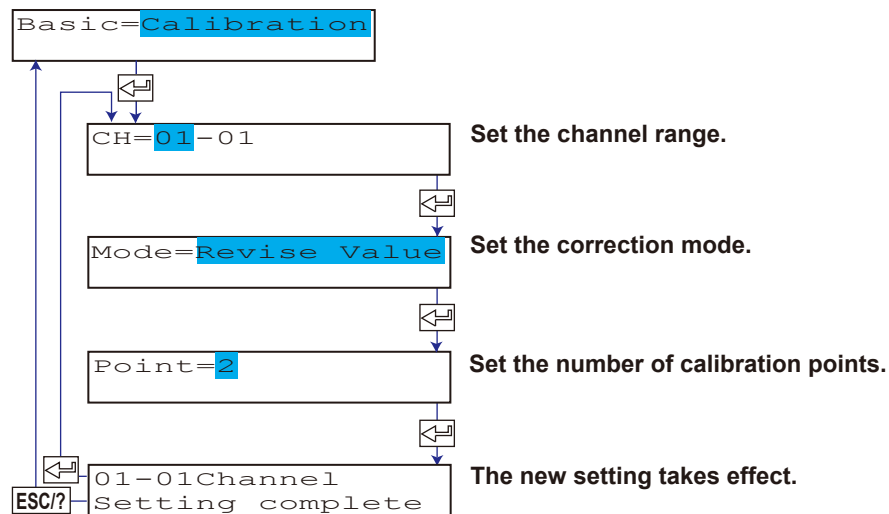 Basic=Calibration
CH=01-01
Set the channel range.
Mode=Revise Value
Set the correction mode.
Point=2
Set the number of calibration points.
01-01Channel
Setting complete
The new setting takes effect.
ESC/?